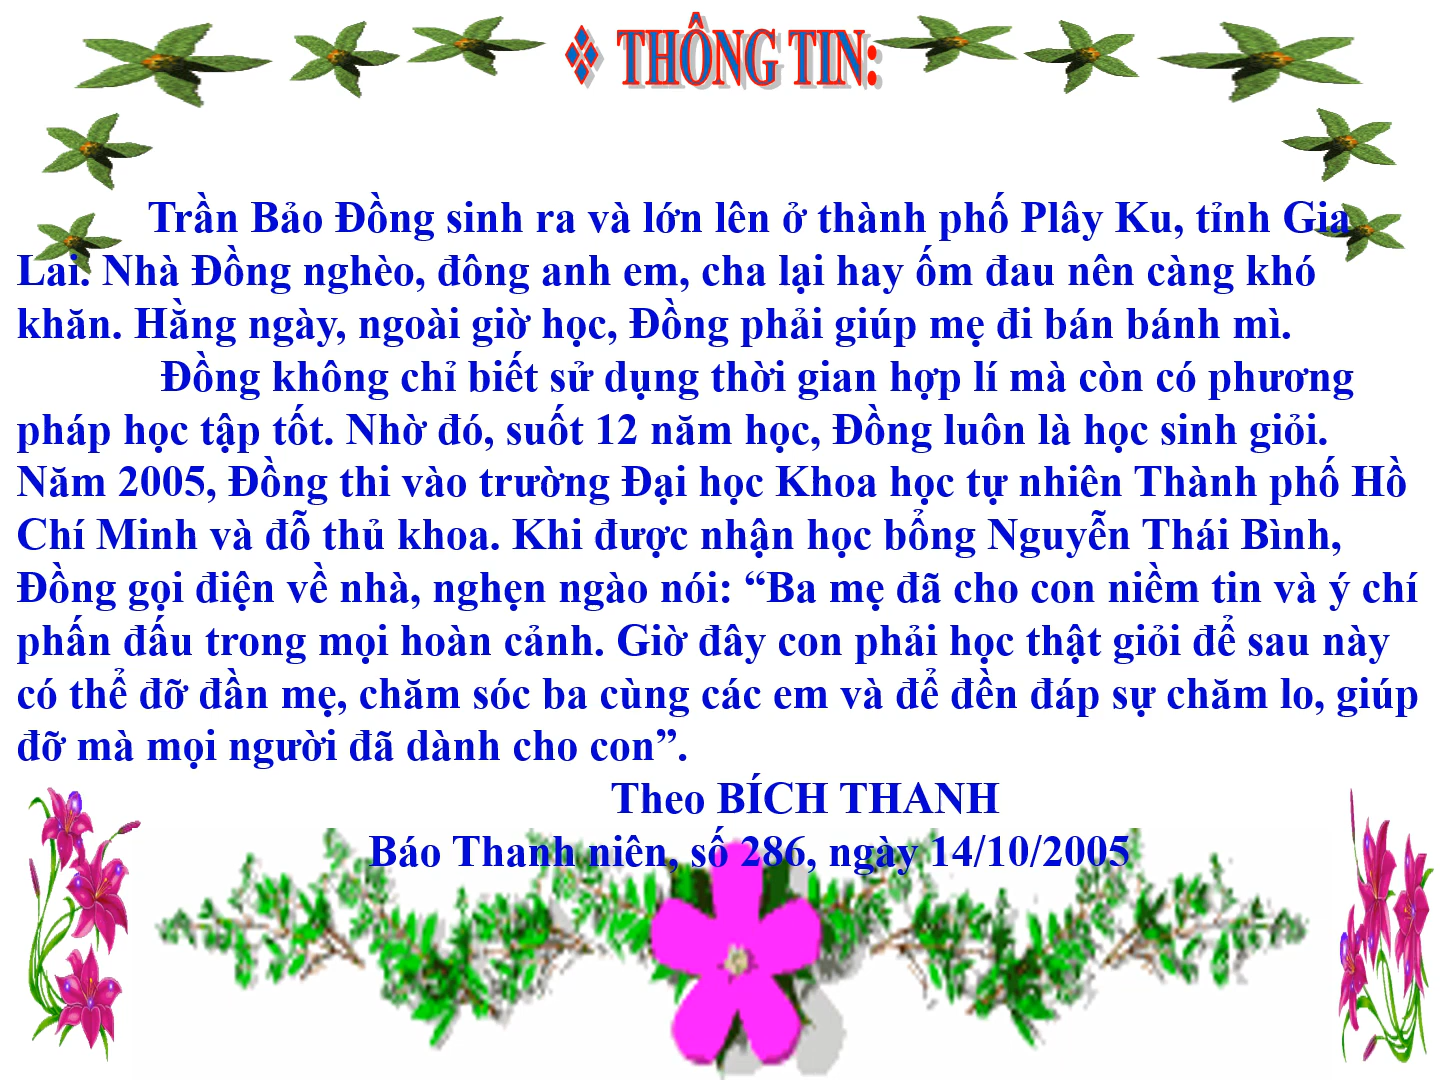 ❖ THÔNG TIN:
Trần Bảo Đồng sinh ra và lớn lên ở thành phố Plây Ku, tỉnh Gia
Lai. Nhà Đồng nghèo, đông anh em, cha lại hay ốm đau nên càng khó
khăn. Hằng ngày, ngoài giờ học, Đồng phải giúp mẹ đi bán bánh mì.
Đồng không chỉ biết sử dụng thời gian hợp lí mà còn có phương
pháp học tập tốt. Nhờ đó, suốt 12 năm học, Đồng luôn là học sinh giỏi.
Năm 2005, Đồng thi vào trường Đại học Khoa học tự nhiên Thành phố Hồ
Chí Minh và đỗ thủ khoa. Khi được nhận học bổng Nguyễn Thái Bình,
Đồng gọi điện về nhà, nghẹn ngào nói: “Ba mẹ đã cho con niềm tin và ý chí
phấn đấu trong mọi hoàn cảnh. Giờ đây con phải học thật giỏi để sau này
có thể đỡ đần mẹ, chăm sóc ba cùng các em và để đền đáp sự chăm lo, giúp
đỡ mà mọi người đã dành cho con”.
Theo BÍCH THANH
Báo Thanh niên, số 286, ngày 14/10/2005